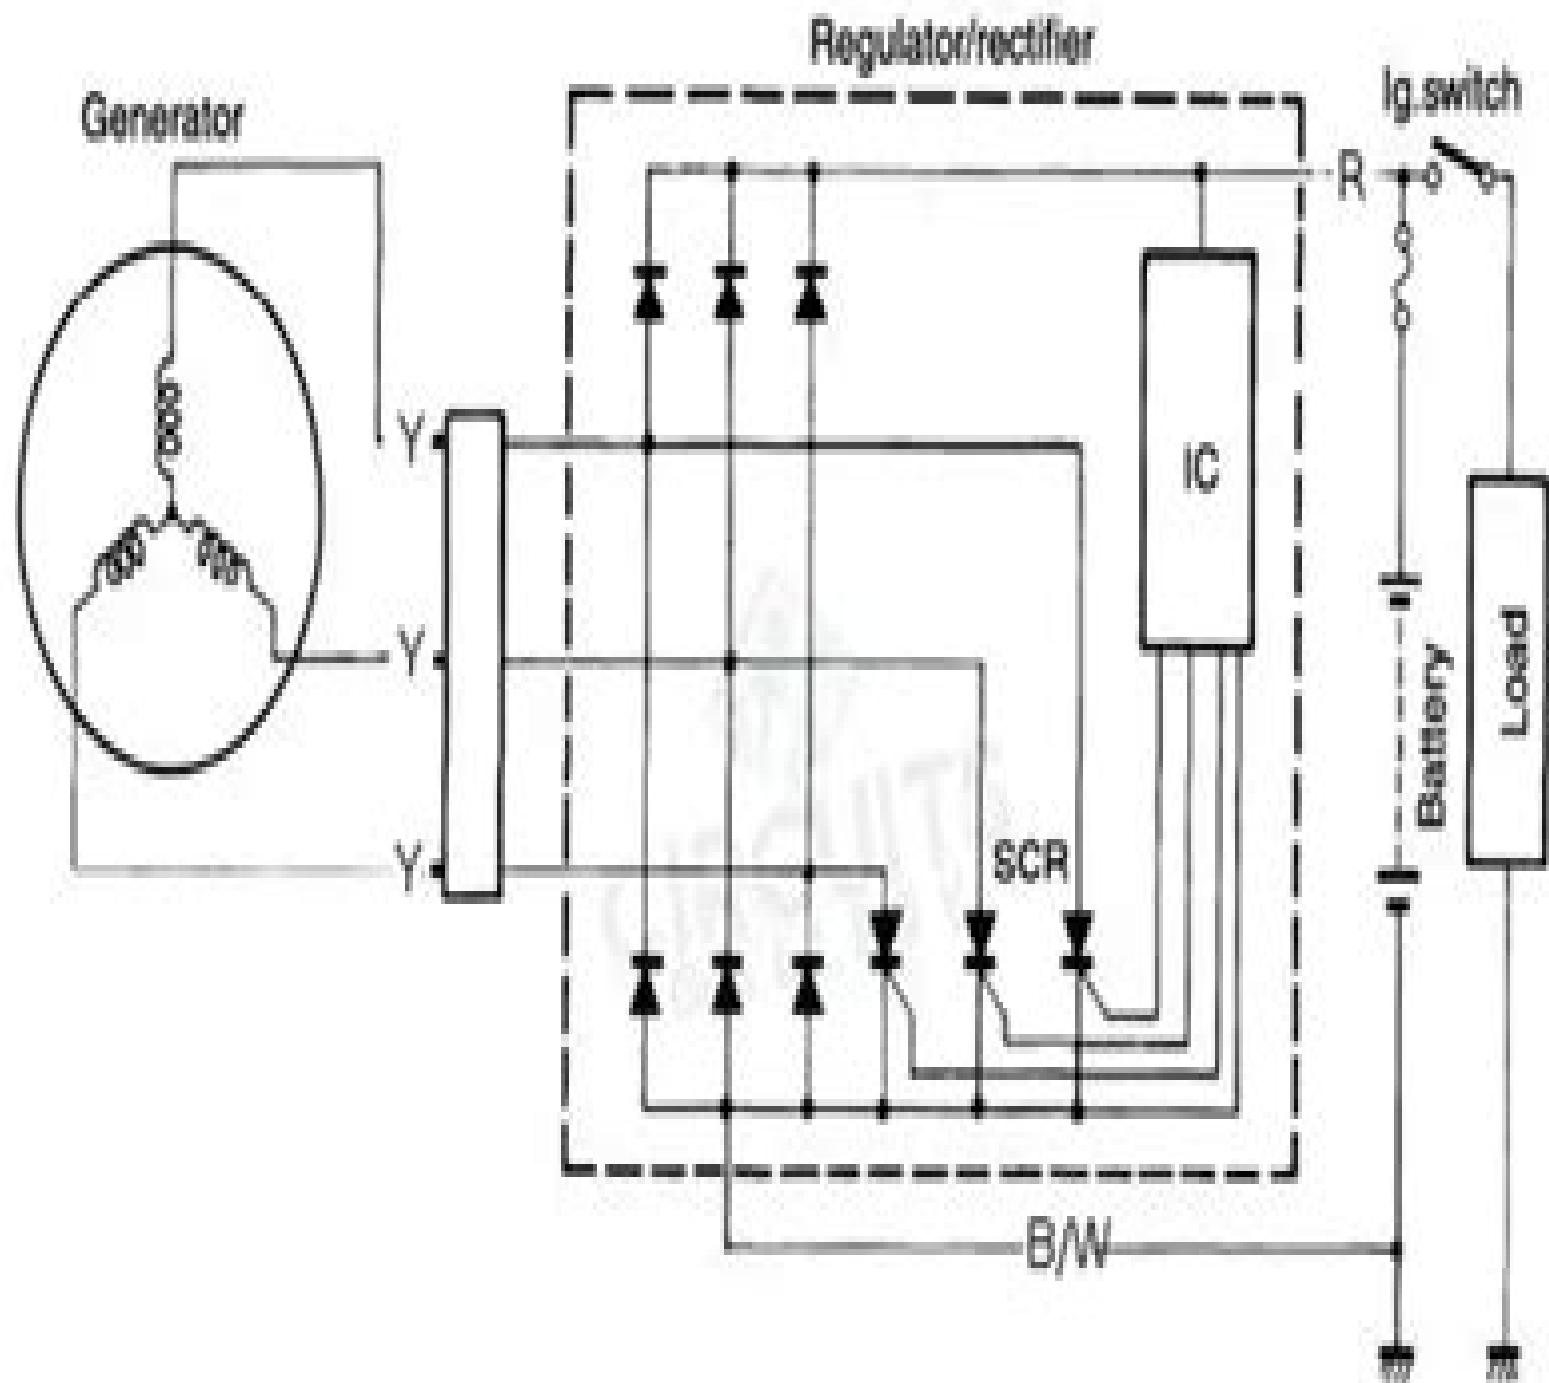 Regulator/rectifier
Ig.switch
Generator
R
Y
IC
Y
Load
Battery
Y
SCR
B/W